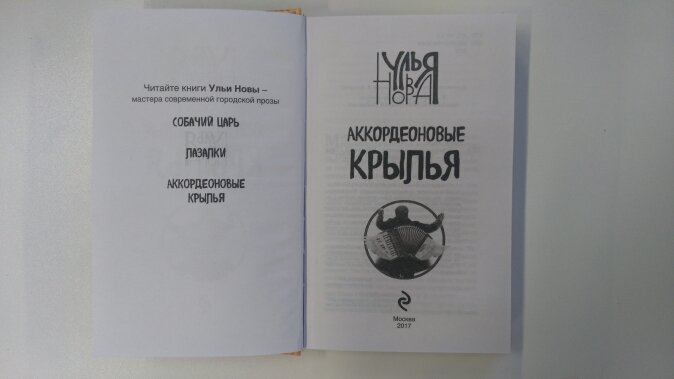 Читайте книги Ульи Новы –
мастера современной городской прозы
СОБАЧИЙ ЦАРЬ
ЛАЗАЛКИ
АККОРДЕОНОВЫЕ
КРЫЛЬЯ
УЛЬЯ
НОВА
АККОРДЕОНОВЫЕ
КРЫЛЬЯ
Москва
2017